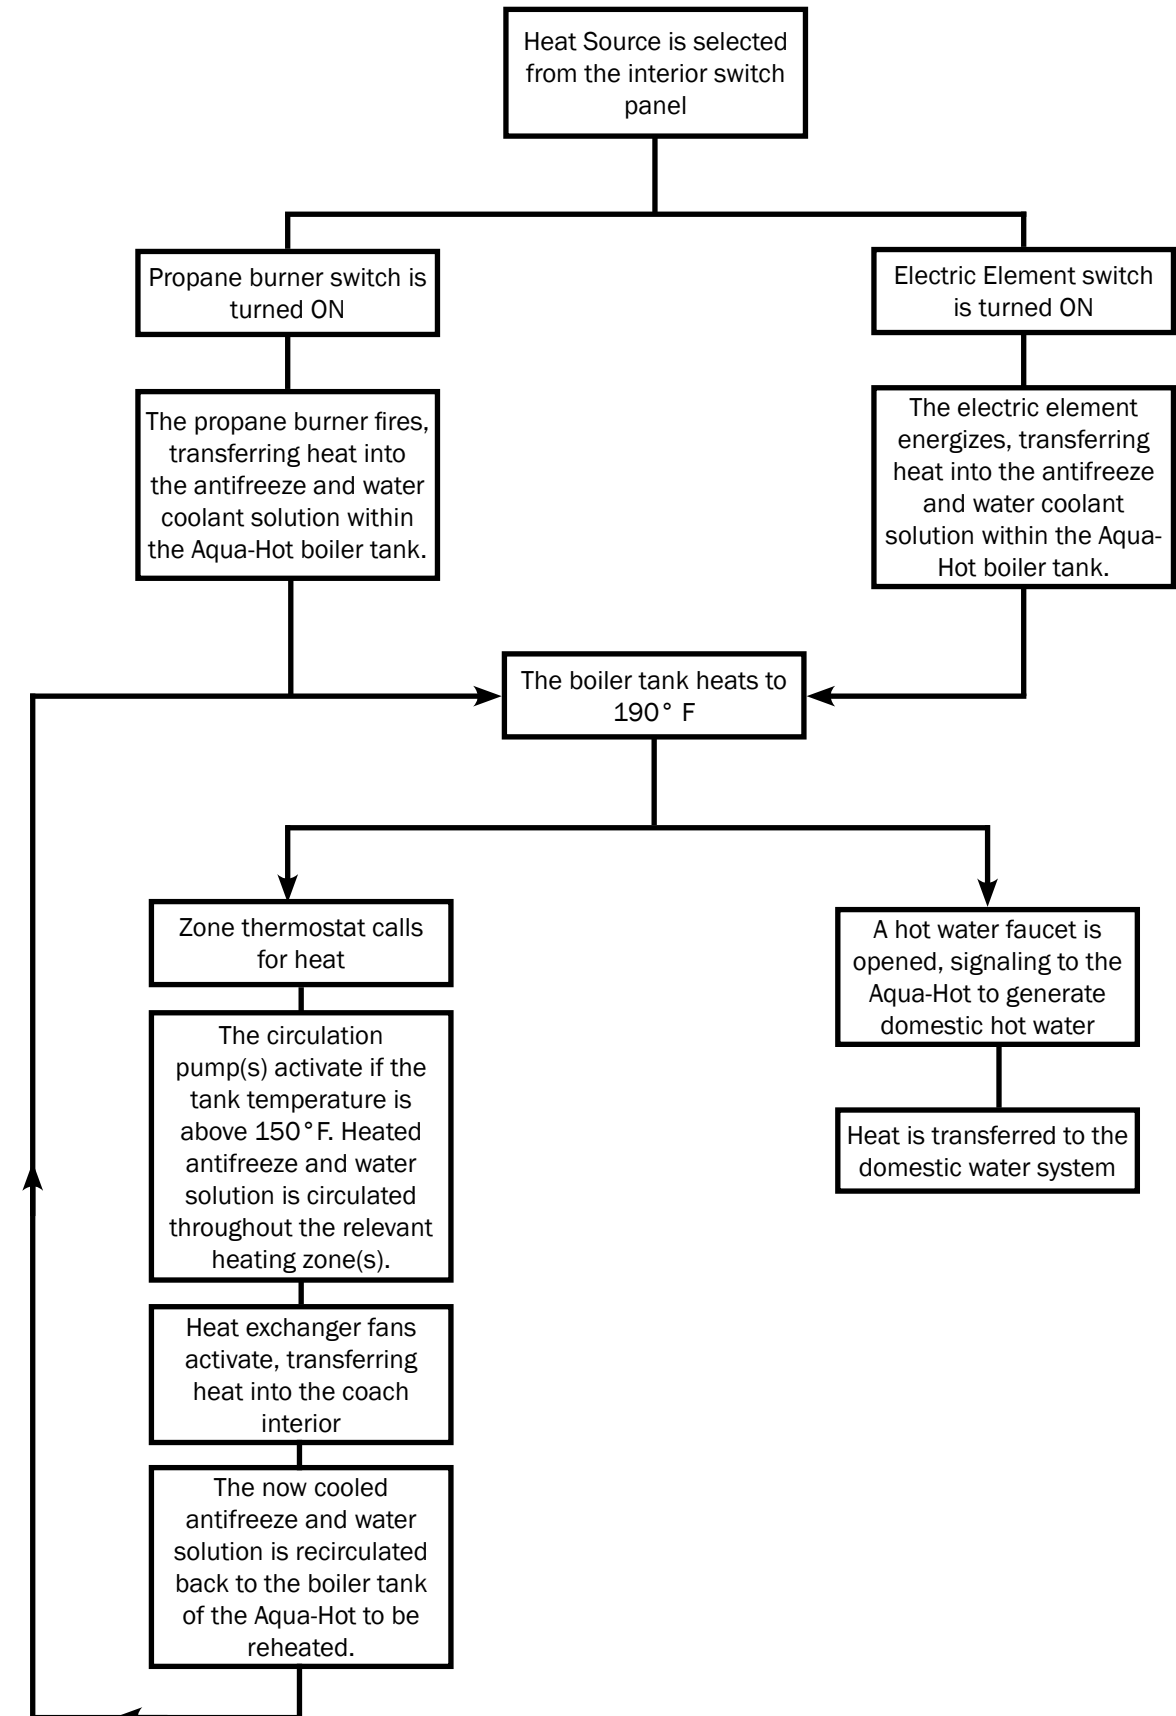 Heat Source is selected
from the interior switch
panel
Propane burner switch is
turned ON
Electric Element switch
is turned ON
The propane burner fires,
transferring heat into
the antifreeze and water
coolant solution within
the Aqua-Hot boiler tank.
The electric element
energizes, transferring
heat into the antifreeze
and water coolant
solution within the Aqua-
Hot boiler tank.
The boiler tank heats to
190° F
Zone thermostat calls
for heat
A hot water faucet is
opened, signaling to the
Aqua-Hot to generate
domestic hot water
The circulation
pump(s) activate if the
tank temperature is
above 150°F. Heated
antifreeze and water
solution is circulated
throughout the relevant
heating zone(s).
Heat is transferred to the
domestic water system
Heat exchanger fans
activate, transferring
heat into the coach
interior
The now cooled
antifreeze and water
solution is recirculated
back to the boiler tank
of the Aqua-Hot to be
reheated.